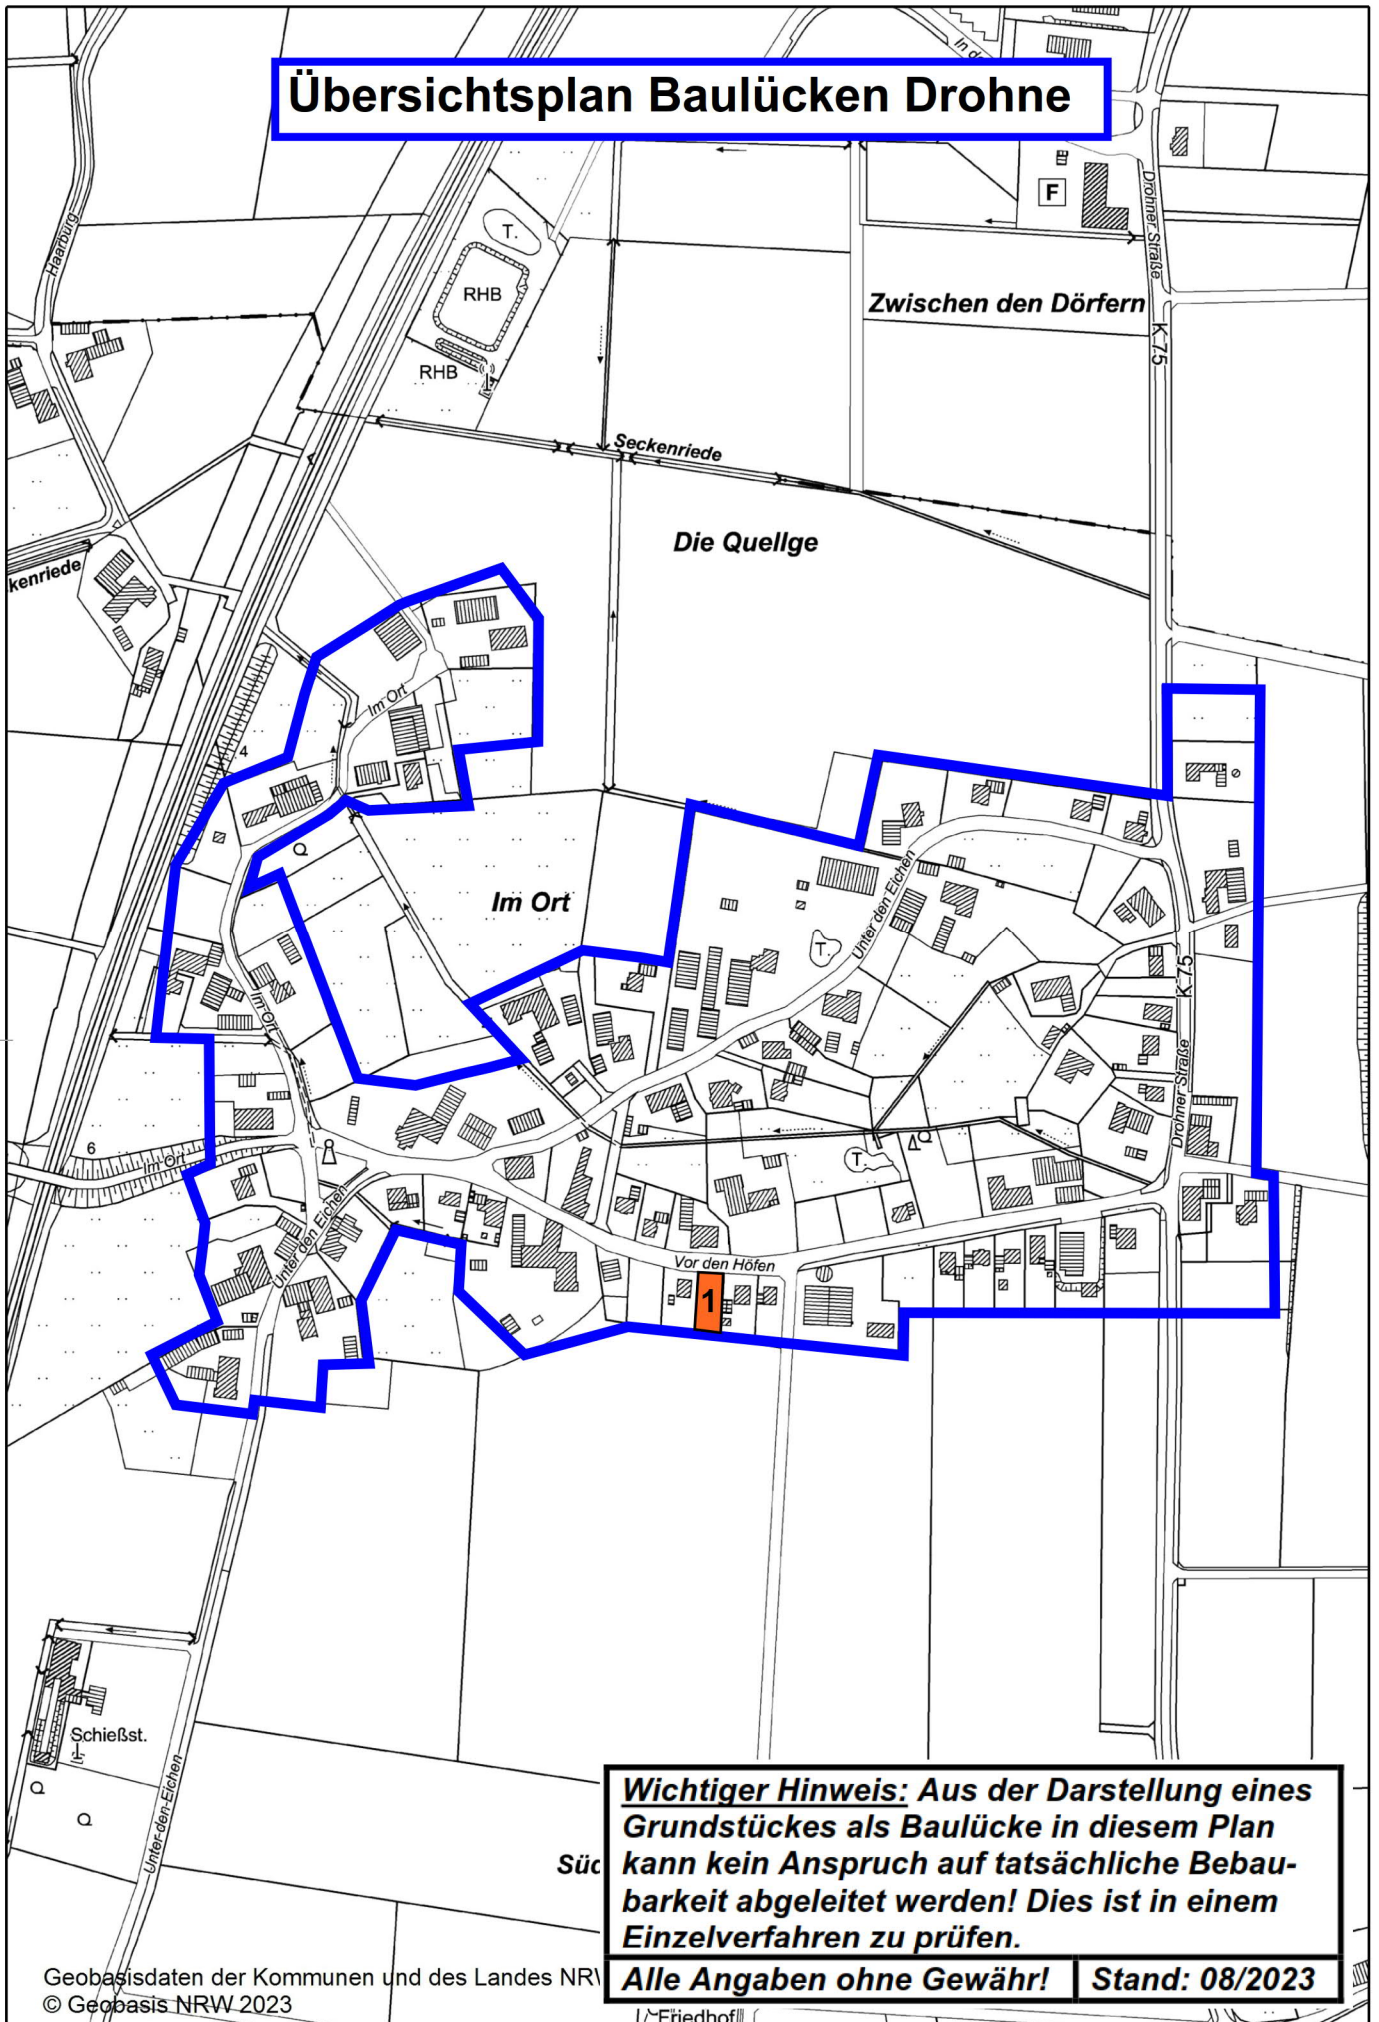 In de
Übersichtsplan Baulücken Drohne
F
Drohner Straße
Haarburg
T.
RHB
Zwischen den Dörfern
K 75
RHB
Seckenriede
Die Quellge
kenriede
Im Ort
4
Im Ort
Unter den Eichen
T.
K 75
Im Ort
Drohner Straße
6
Im Ort
T.
Unter den Eichen
Vor den Höfen
1
Schießst.
Unter-den-Eichen
Süd
Wichtiger Hinweis: Aus der Darstellung eines
Grundstückes als Baulücke in diesem Plan
kann kein Anspruch auf tatsächliche Bebau-
barkeit abgeleitet werden! Dies ist in einem
Einzelverfahren zu prüfen.
Alle Angaben ohne Gewähr!
Stand: 08/2023
Geobasisdaten der Kommunen und des Landes NRW
© Geobasis NRW 2023
Friedhof